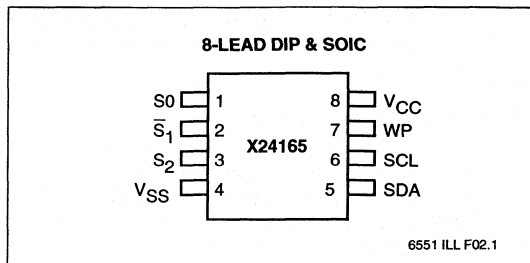 8-LEAD DIP & SOIC
S0 1 8 VCC
S̅1 2 7 WP
X24165
S2 3 6 SCL
VSS 4 5 SDA
6551 ILL F02.1